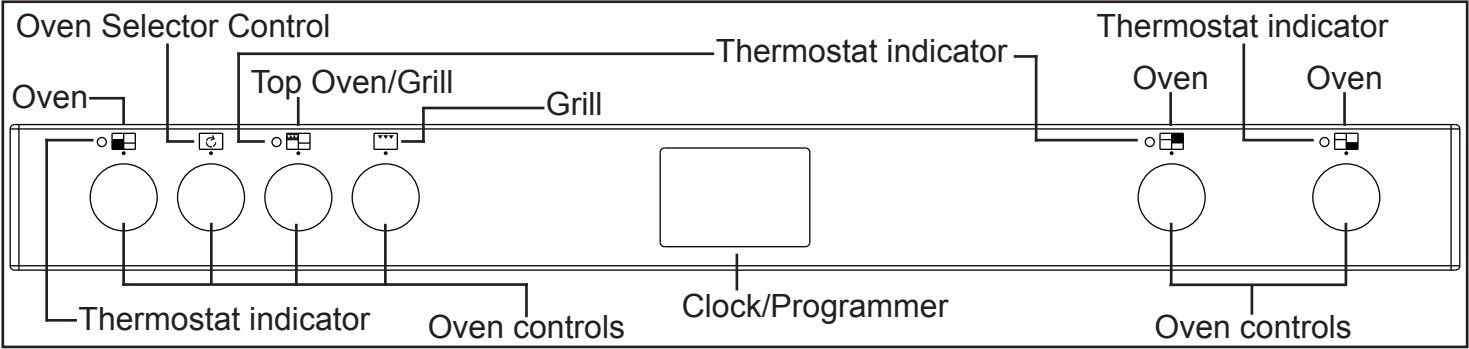 Oven Selector Control
Thermostat indicator
Thermostat indicator
Top Oven/Grill
Oven
Oven
Oven
Grill
Thermostat indicator
Oven controls
Clock/Programmer
Oven controls